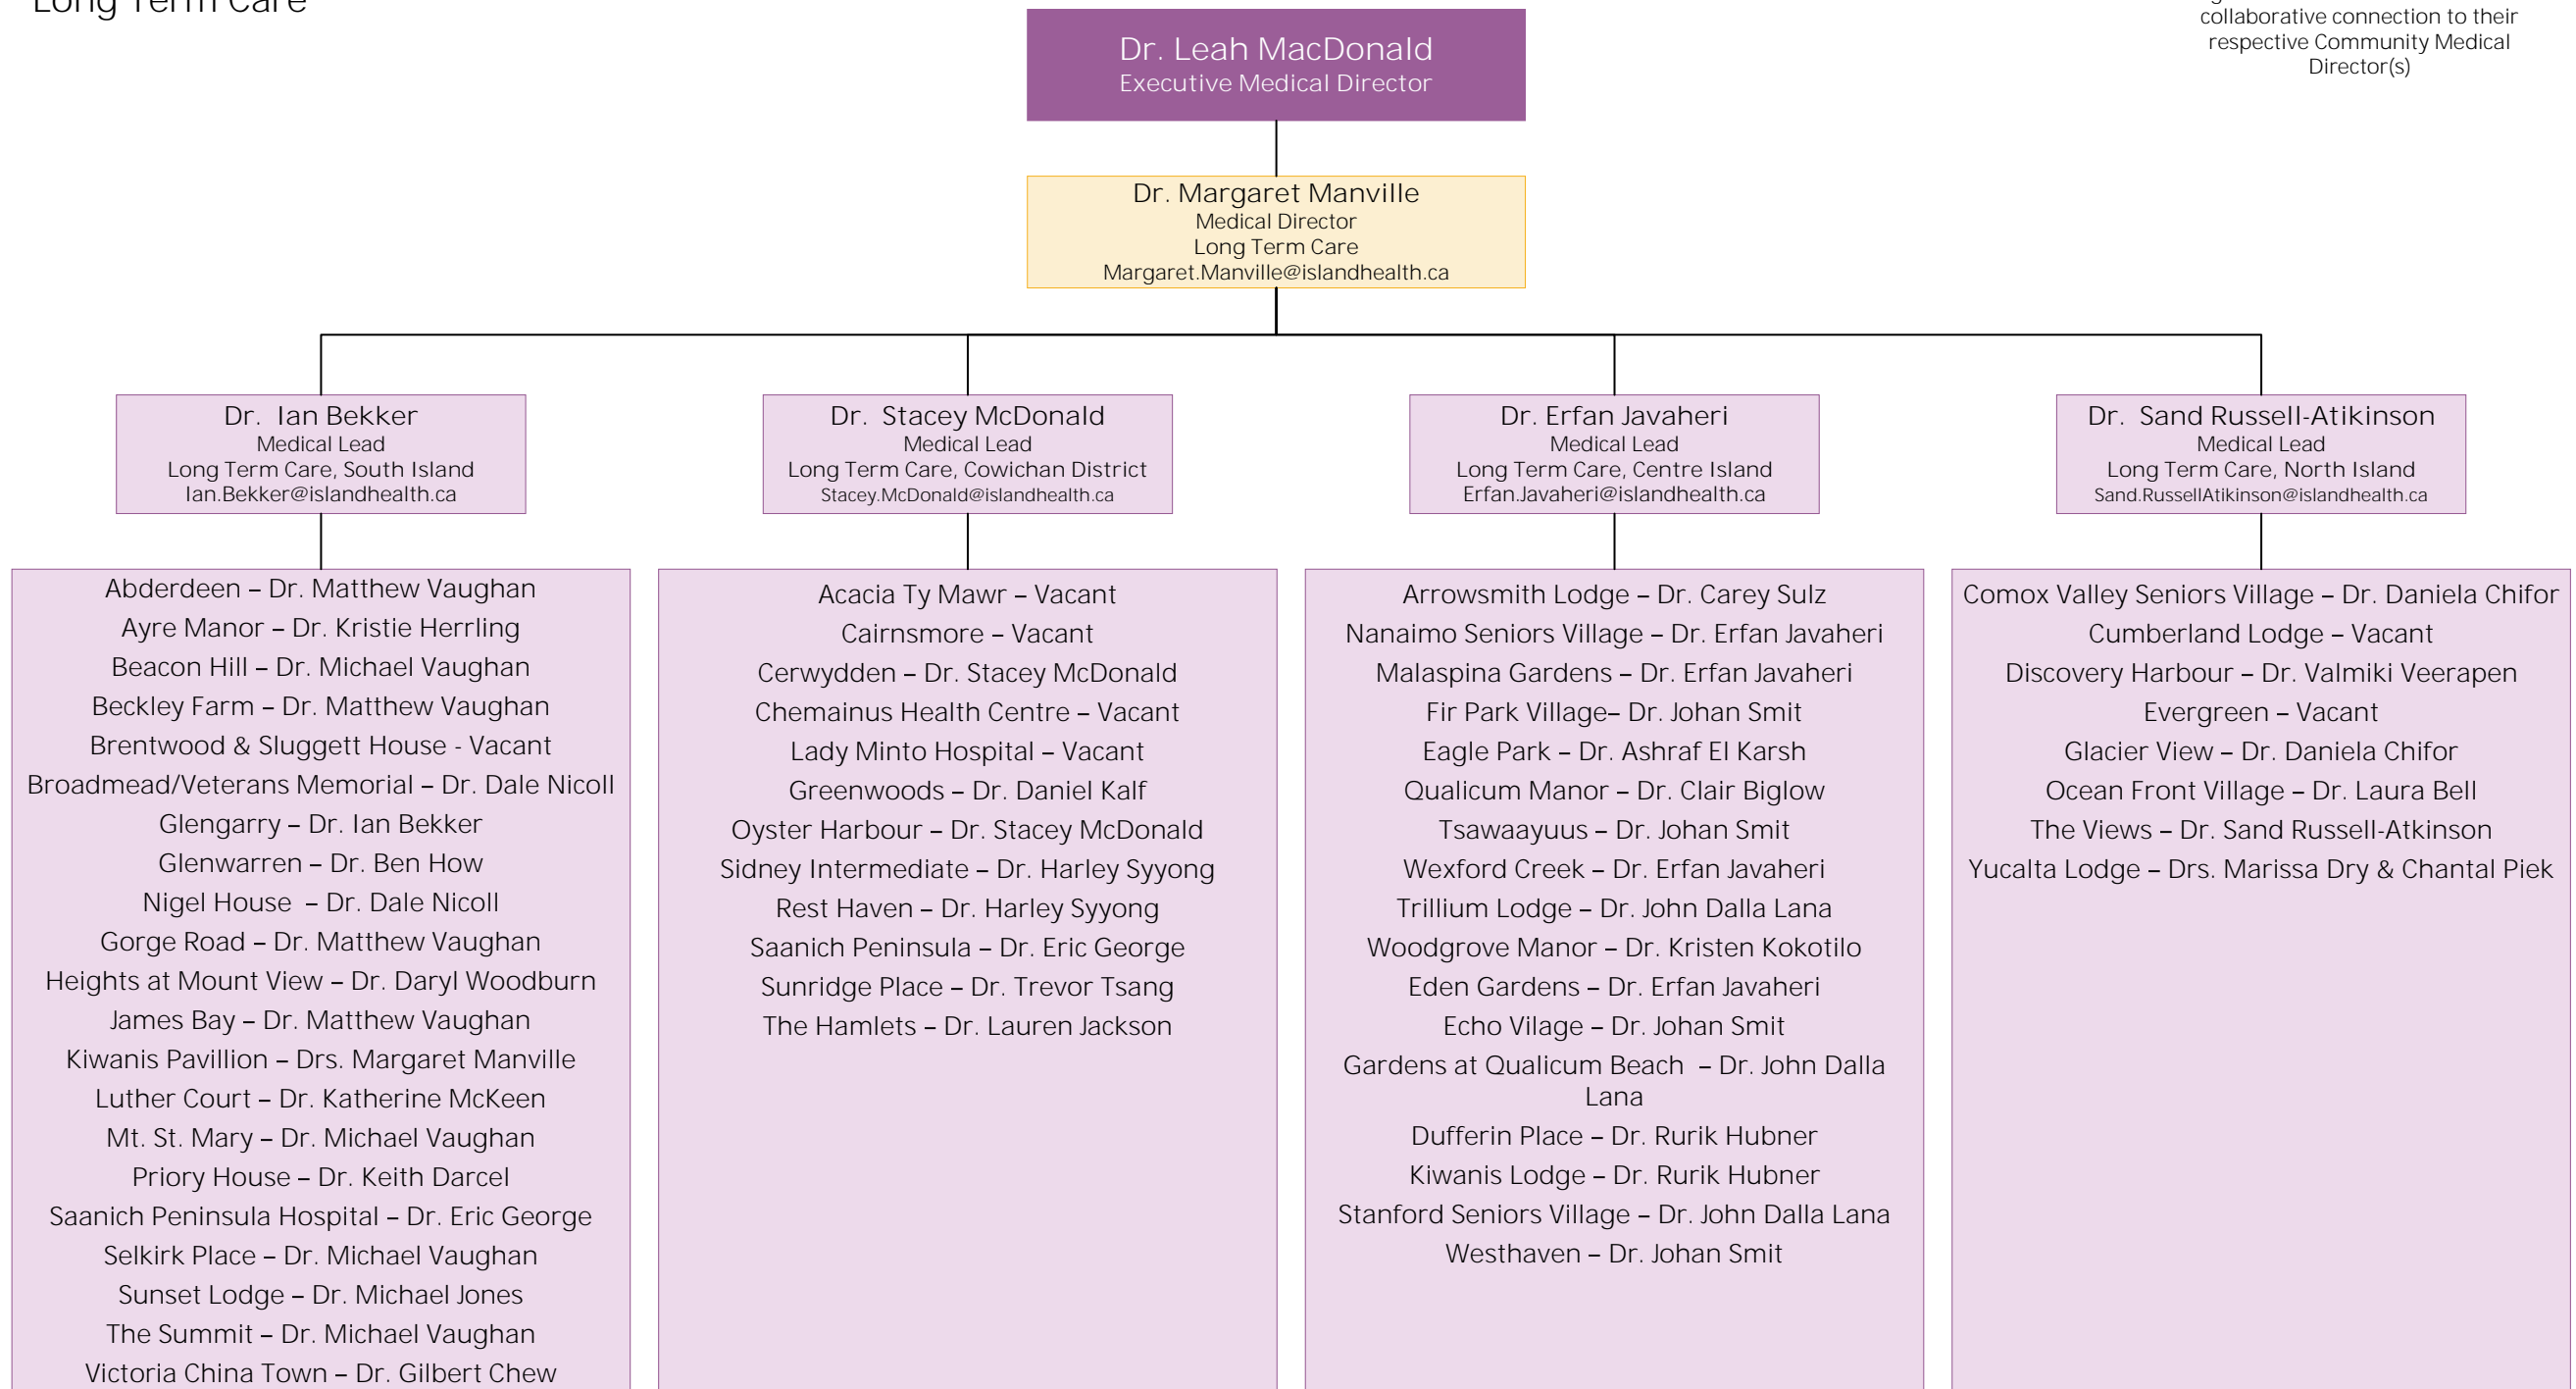 Long Term Care
collaborative connection to their
respective Community Medical
Director(s)
Dr. Leah MacDonald
Executive Medical Director
Dr. Margaret Manville
Medical Director
Long Term Care
Margaret.Manville@islandhealth.ca
Dr. Ian Bekker
Medical Lead
Long Term Care, South Island
Ian.Bekker@islandhealth.ca
Dr. Stacey McDonald
Medical Lead
Long Term Care, Cowichan District
Stacey.McDonald@islandhealth.ca
Dr. Erfan Javaheri
Medical Lead
Long Term Care, Centre Island
Erfan.Javaheri@islandhealth.ca
Dr. Sand Russell-Atikinson
Medical Lead
Long Term Care, North Island
Sand.RussellAtikinson@islandhealth.ca
Abderdeen – Dr. Matthew Vaughan
Ayre Manor – Dr. Kristie Herrling
Beacon Hill – Dr. Michael Vaughan
Beckley Farm – Dr. Matthew Vaughan
Brentwood & Sluggett House - Vacant
Broadmead/Veterans Memorial – Dr. Dale Nicoll
Glengarry – Dr. Ian Bekker
Glenwarren – Dr. Ben How
Nigel House – Dr. Dale Nicoll
Gorge Road – Dr. Matthew Vaughan
Heights at Mount View – Dr. Daryl Woodburn
James Bay – Dr. Matthew Vaughan
Kiwanis Pavillion – Drs. Margaret Manville
Luther Court – Dr. Katherine McKeen
Mt. St. Mary – Dr. Michael Vaughan
Priory House – Dr. Keith Darcel
Saanich Peninsula Hospital – Dr. Eric George
Selkirk Place – Dr. Michael Vaughan
Sunset Lodge – Dr. Michael Jones
The Summit – Dr. Michael Vaughan
Victoria China Town – Dr. Gilbert Chew
Acacia Ty Mawr – Vacant
Cairnsmore – Vacant
Cerwydden – Dr. Stacey McDonald
Chemainus Health Centre – Vacant
Lady Minto Hospital – Vacant
Greenwoods – Dr. Daniel Kalf
Oyster Harbour – Dr. Stacey McDonald
Sidney Intermediate – Dr. Harley Syyong
Rest Haven – Dr. Harley Syyong
Saanich Peninsula – Dr. Eric George
Sunridge Place – Dr. Trevor Tsang
The Hamlets – Dr. Lauren Jackson
Arrowsmith Lodge – Dr. Carey Sulz
Nanaimo Seniors Village – Dr. Erfan Javaheri
Malaspina Gardens – Dr. Erfan Javaheri
Fir Park Village– Dr. Johan Smit
Eagle Park – Dr. Ashraf El Karsh
Qualicum Manor – Dr. Clair Biglow
Tsawaayuus – Dr. Johan Smit
Wexford Creek – Dr. Erfan Javaheri
Trillium Lodge – Dr. John Dalla Lana
Woodgrove Manor – Dr. Kristen Kokotilo
Eden Gardens – Dr. Erfan Javaheri
Echo Vilage – Dr. Johan Smit
Gardens at Qualicum Beach – Dr. John Dalla
Lana
Dufferin Place – Dr. Rurik Hubner
Kiwanis Lodge – Dr. Rurik Hubner
Stanford Seniors Village – Dr. John Dalla Lana
Westhaven – Dr. Johan Smit
Comox Valley Seniors Village – Dr. Daniela Chifor
Cumberland Lodge – Vacant
Discovery Harbour – Dr. Valmiki Veerapen
Evergreen – Vacant
Glacier View – Dr. Daniela Chifor
Ocean Front Village – Dr. Laura Bell
The Views – Dr. Sand Russell-Atkinson
Yucalta Lodge – Drs. Marissa Dry & Chantal Piek